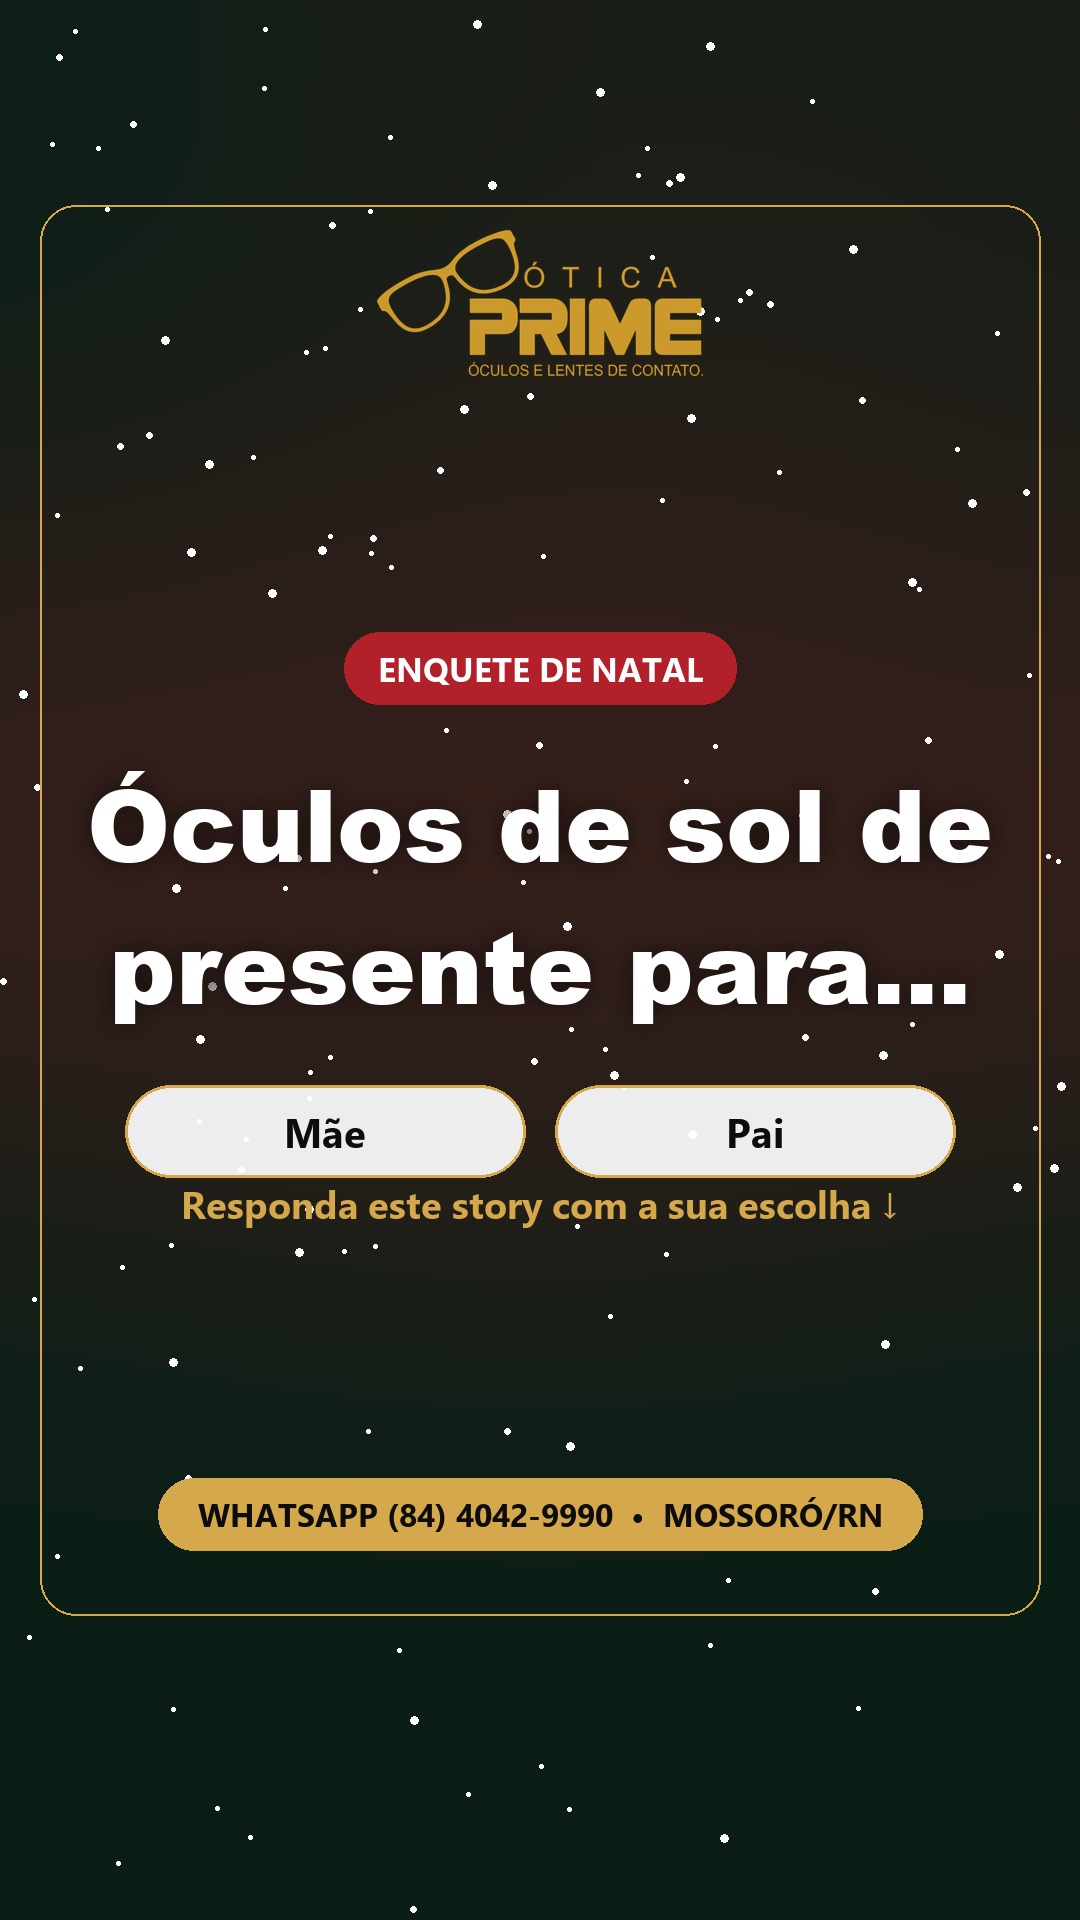 ÓTICA
PRIME
ÓCULOS E LENTES DE CONTATO.
ENQUETE DE NATAL
Óculos de sol de
presente para...
Mãe
Pai
Responda este story com a sua escolha ↓
WHATSAPP (84) 4042-9990 • MOSSORÓ/RN